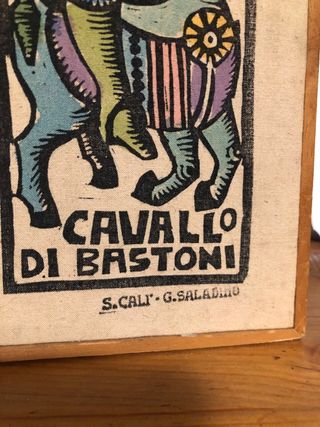 CAVALLO
DI BASTONI
S. CALI' - G. SALADINO